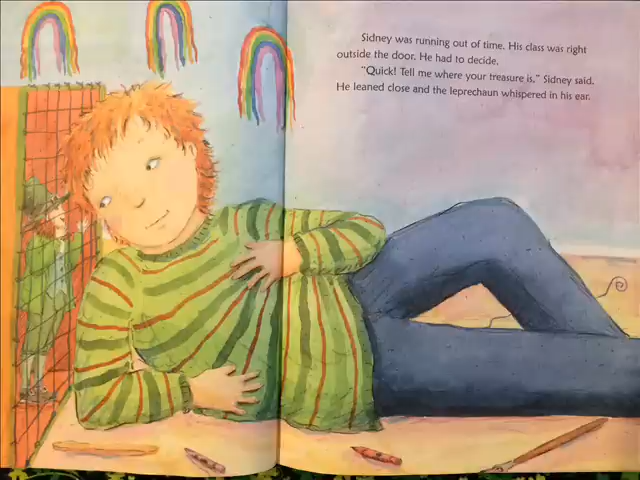 Sidney was running out of time. His class was right
outside the door. He had to decide.
"Quick! Tell me where your treasure is," Sidney said.
He leaned close and the leprechaun whispered in his ear.